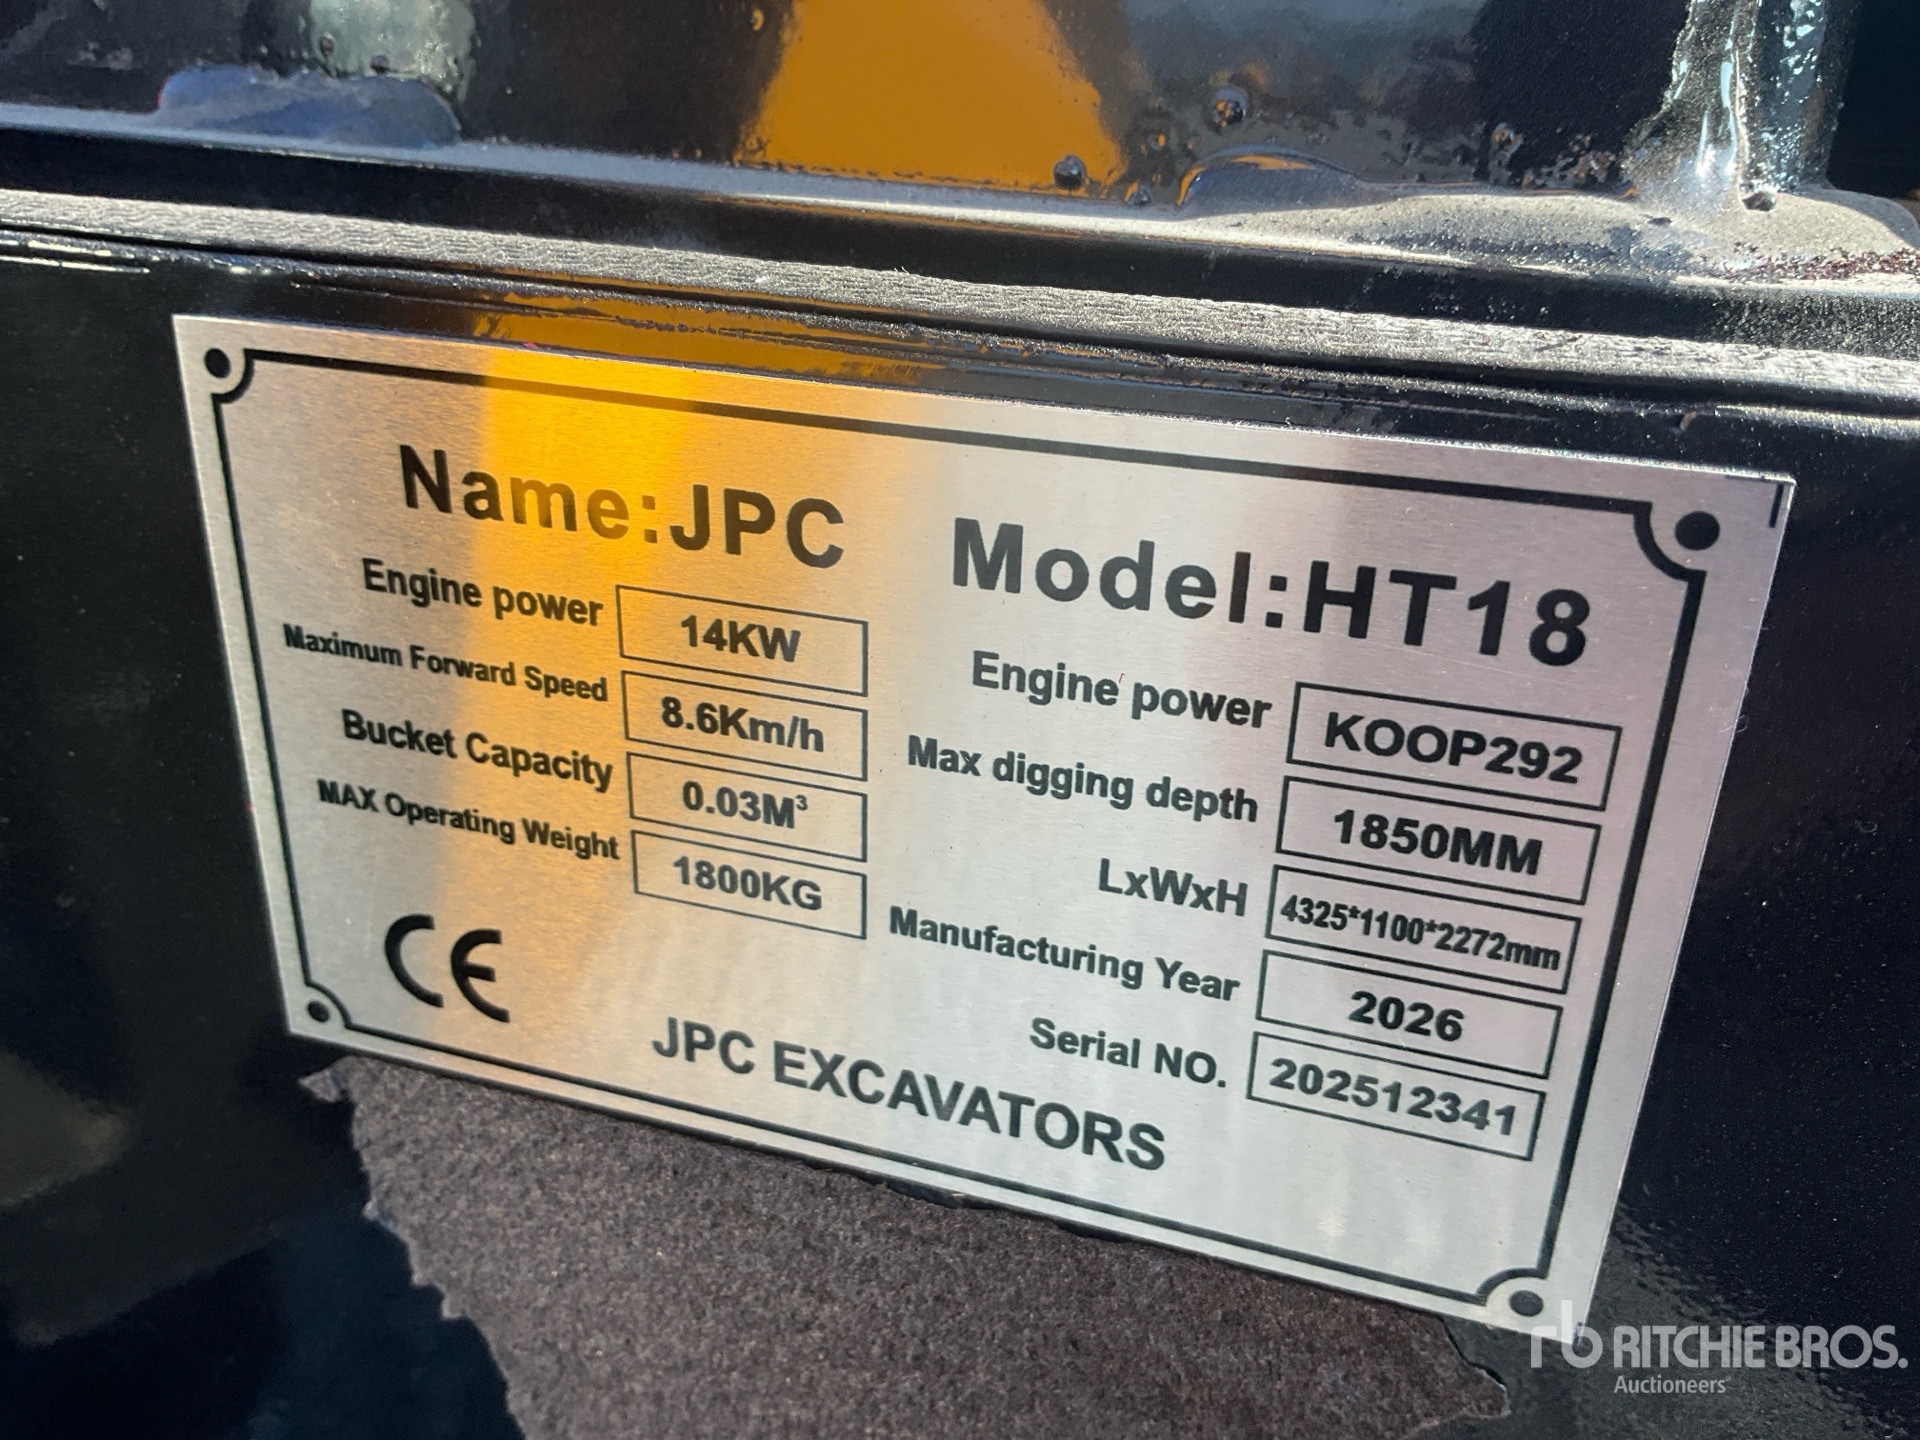 Name:JPC Model:HT18
Engine power 14KW
Maximum Forward Speed 8.6Km/h
Bucket Capacity 0.03M³
MAX Operating Weight 1800KG
Engine power KOOP292
Max digging depth 1850MM
LxWxH 4325*1100*2272mm
Manufacturing Year 2026
Serial NO. 202512341
CE
JPC EXCAVATORS
rb RITCHIE BROS.
Auctioneers